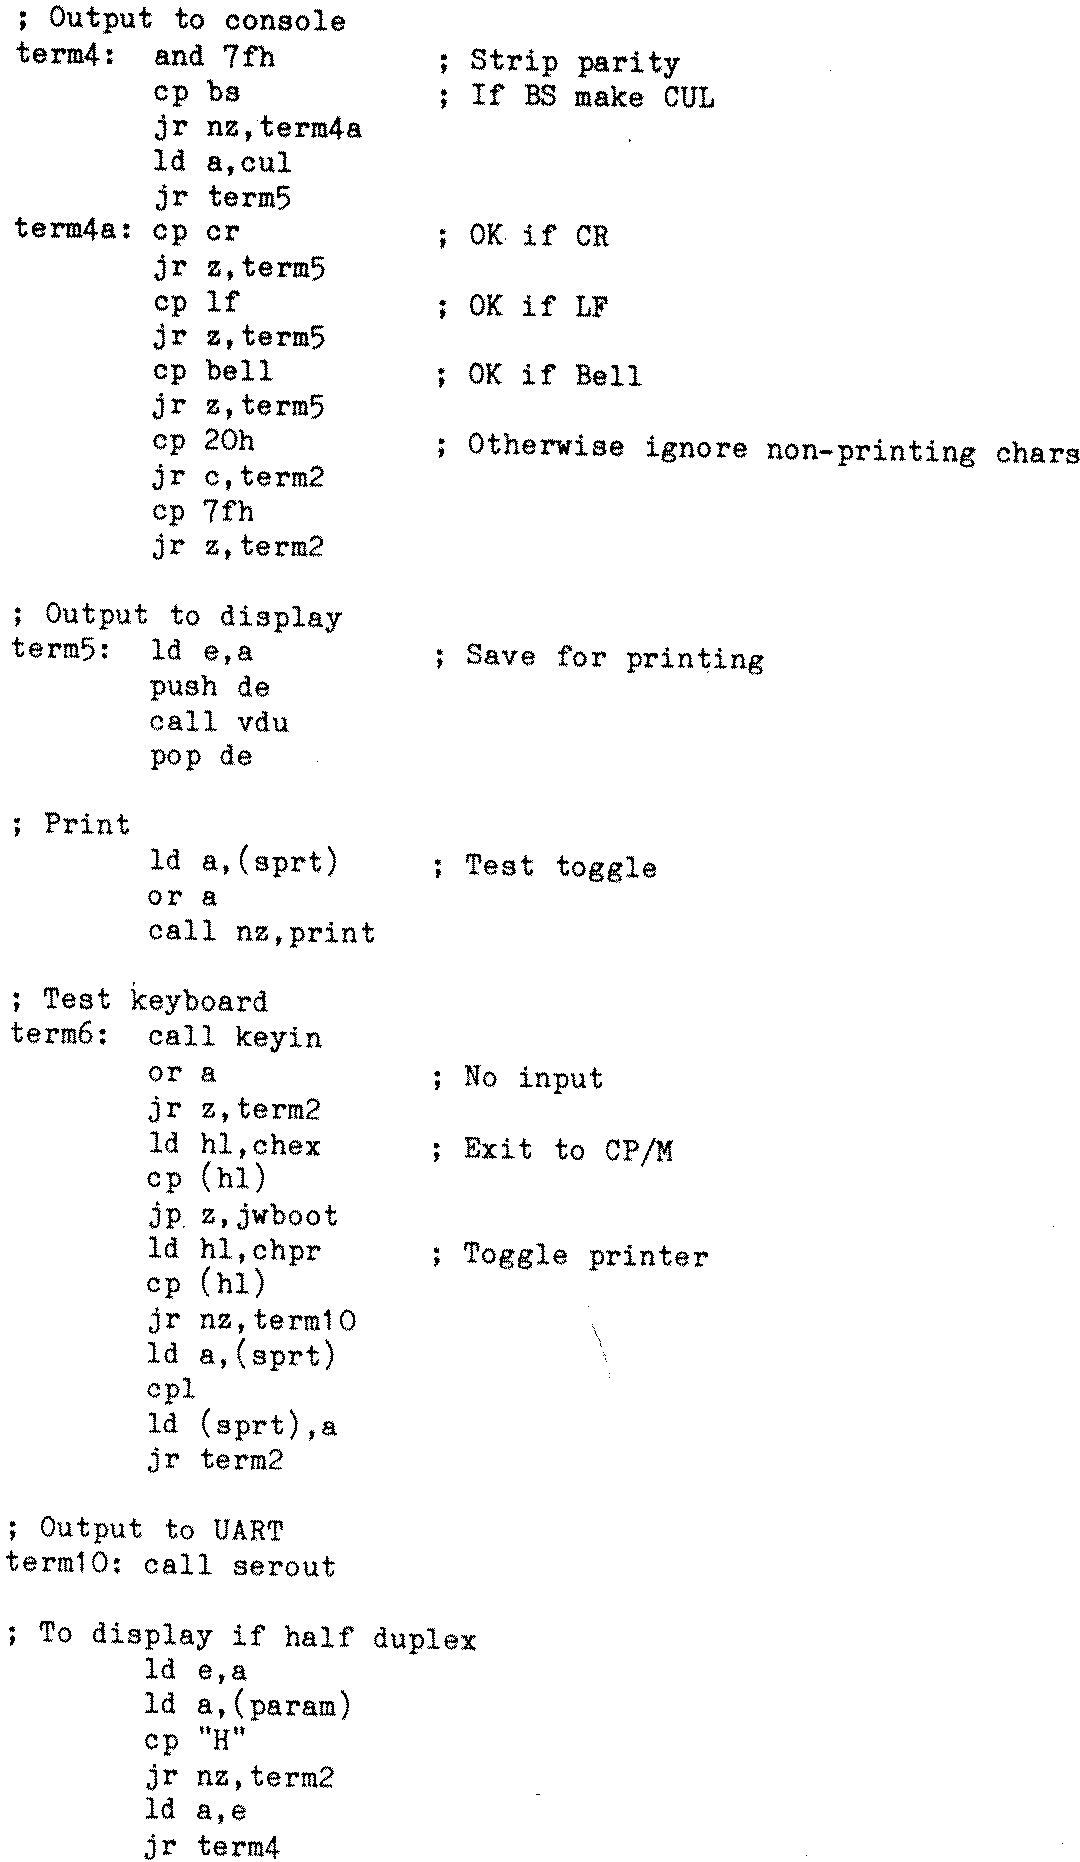 ; Output to console
term4:  and 7fh         ; Strip parity
        cp bs           ; If BS make CUL
        jr nz,term4a
        ld a,cul
        jr term5
term4a: cp cr           ; OK if CR
        jr z,term5
        cp lf           ; OK if LF
        jr z,term5
        cp bell         ; OK if Bell
        jr z,term5
        cp 20h          ; Otherwise ignore non-printing chars
        jr c,term2
        cp 7fh
        jr z,term2

; Output to display
term5:  ld e,a          ; Save for printing
        push de
        call vdu
        pop de

; Print
        ld a,(sprt)     ; Test toggle
        or a
        call nz,print

; Test keyboard
term6:  call keyin
        or a            ; No input
        jr z,term2
        ld hl,chex      ; Exit to CP/M
        cp (hl)
        jp z,jwboot
        ld hl,chpr      ; Toggle printer
        cp (hl)
        jr nz,term10
        ld a,(sprt)
        cpl
        ld (sprt),a
        jr term2

; Output to UART
term10: call serout

; To display if half duplex
        ld e,a
        ld a,(param)
        cp "H"
        jr nz,term2
        ld a,e
        jr term4